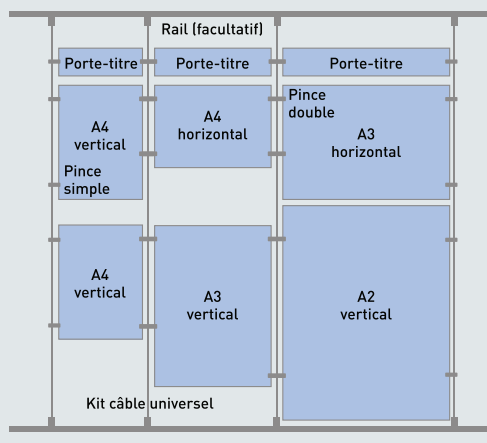 Rail (facultatif)
Porte-titre
Porte-titre
Porte-titre
A4
vertical
Pince
simple
A4
horizontal
Pince
double
A3
horizontal
A4
vertical
A3
vertical
A2
vertical
Kit câble universel